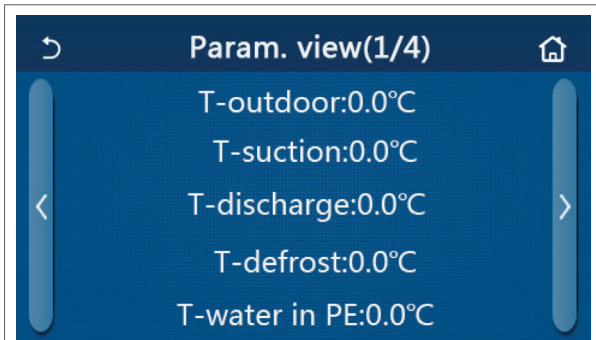 Param. view(1/4)
T-outdoor:0.0℃
T-suction:0.0℃
T-discharge:0.0℃
T-defrost:0.0℃
T-water in PE:0.0℃